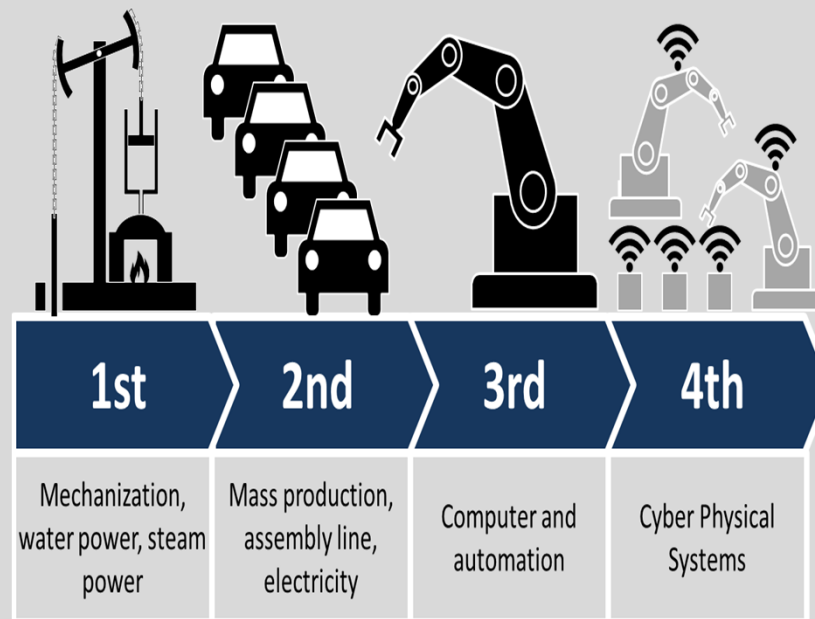 1st
2nd
3rd
4th
Mechanization,
water power, steam
power
Mass production,
assembly line,
electricity
Computer and
automation
Cyber Physical
Systems